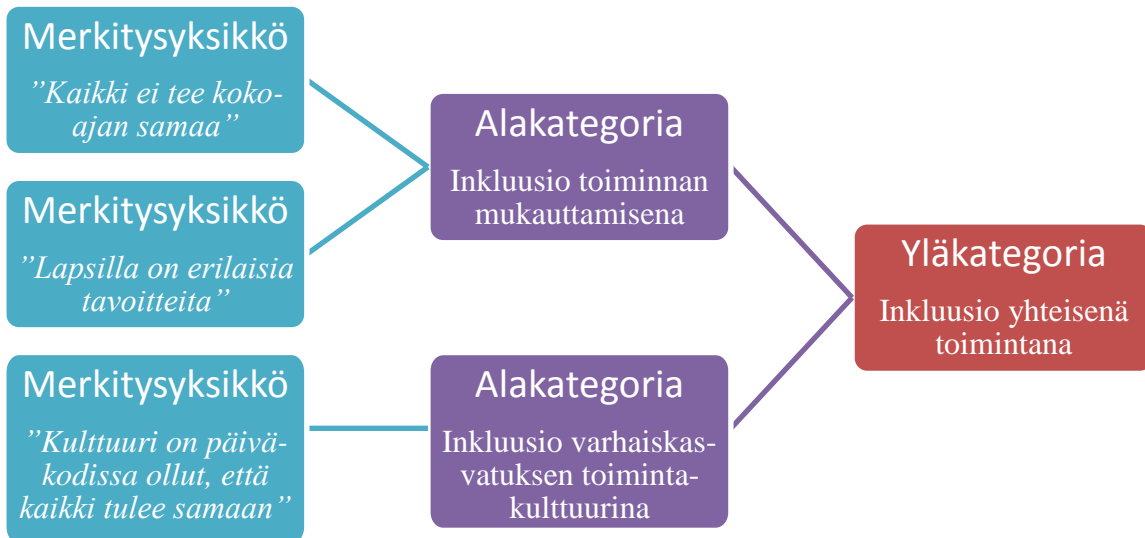 Merkitysyksikkö
”Kaikki ei tee koko-
ajan samaa”
Merkitysyksikkö
”Lapsilla on erilaisia
tavoitteita”
Merkitysyksikkö
”Kulttuuri on päivä-
kodissa ollut, että
kaikki tulee samaan”
Alakategoria
Inkluusio toiminnan
mukauttamisena
Alakategoria
Inkluusio varhaiskas-
vatuksen toiminta-
kulttuurina
Yläkategoria
Inkluusio yhteisenä
toimintana